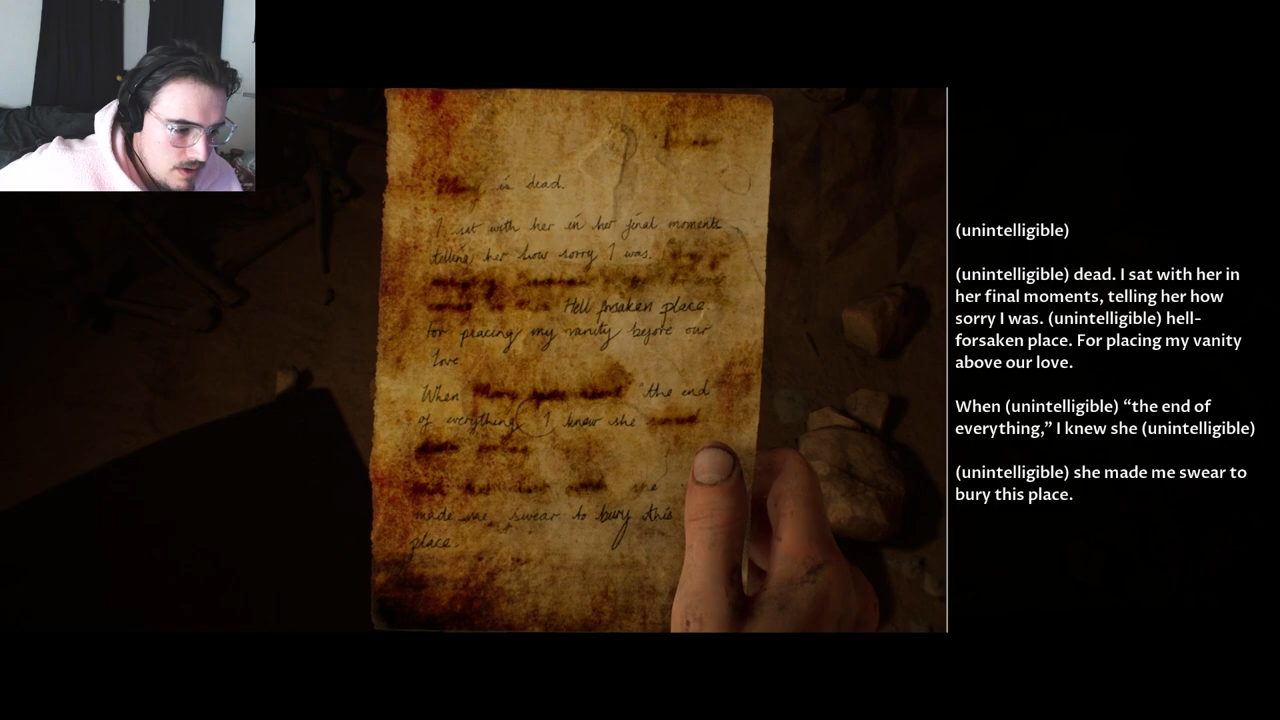 is dead.
I sat with her in her final moments
telling her how sorry I was.
Hell forsaken place
for placing my vanity before our
love
When "the end
of everything" I knew she
she
made me swear to bury this
place.
(unintelligible)
(unintelligible) dead. I sat with her in
her final moments, telling her how
sorry I was. (unintelligible) hell-
forsaken place. For placing my vanity
above our love.
When (unintelligible) “the end of
everything,” I knew she (unintelligible)
(unintelligible) she made me swear to
bury this place.